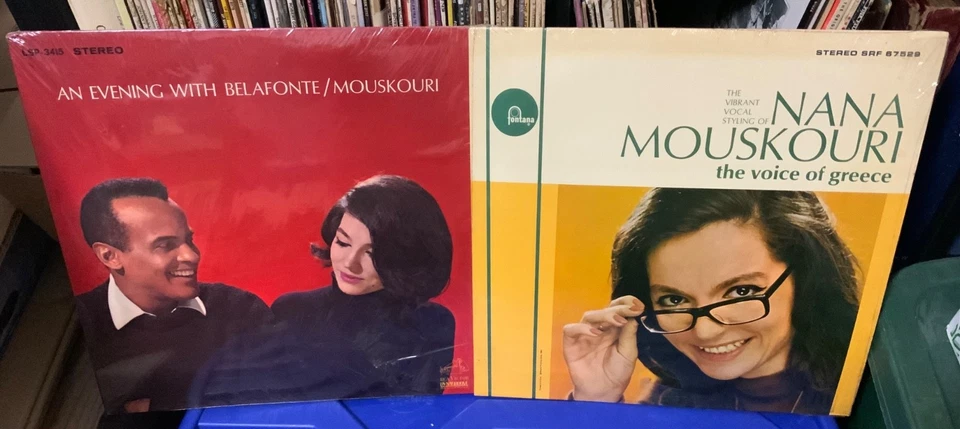 LSP-3415 STEREO
AN EVENING WITH BELAFONTE/MOUSKOURI
STEREO SRF 67529
fontana
THE
VIBRANT
VOCAL
STYLING OF
NANA
MOUSKOURI
the voice of greece